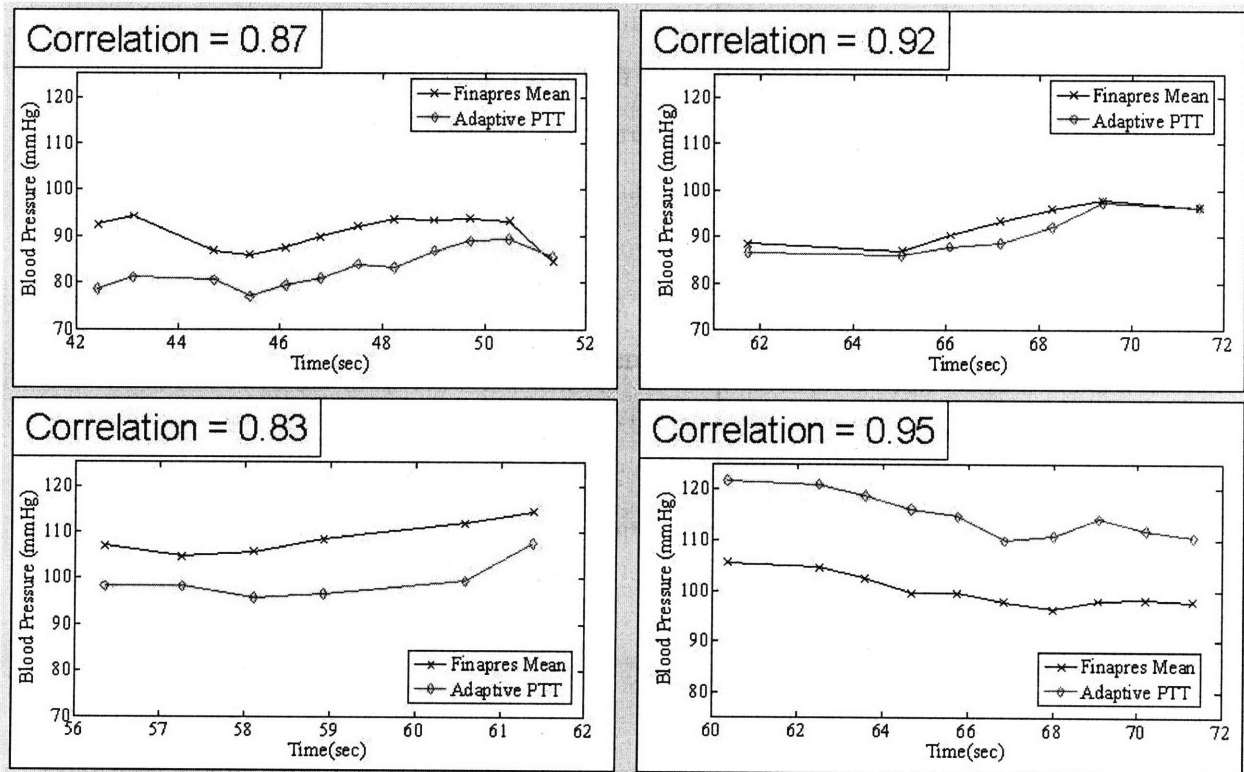 Correlation = 0.87
Blood Pressure (mmHg)
120
110
100
90
80
70
Finapres Mean
Adaptive PTT
42
44
46
48
50
52
Time(sec)
Correlation = 0.92
Blood Pressure (mmHg)
120
110
100
90
80
70
Finapres Mean
Adaptive PTT
62
64
66
68
70
72
Time(sec)
Correlation = 0.83
Blood Pressure (mmHg)
120
110
100
90
80
70
Finapres Mean
Adaptive PTT
56
57
58
59
60
61
62
Time(sec)
Correlation = 0.95
Blood Pressure (mmHg)
120
110
100
90
80
Finapres Mean
Adaptive PTT
60
62
64
66
68
70
72
Time(sec)